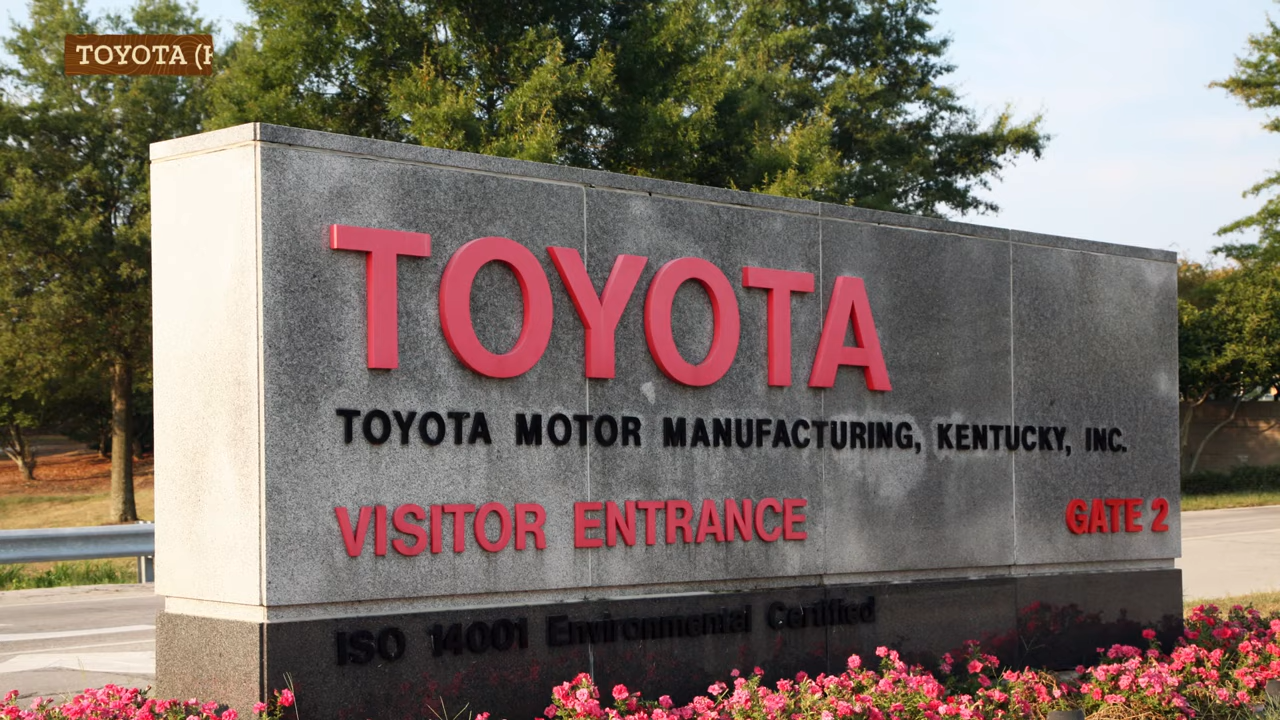 TOYOTA (
TOYOTA
TOYOTA MOTOR MANUFACTURING, KENTUCKY, INC.
VISITOR ENTRANCE
GATE 2
ISO 14001 Environmental Certified